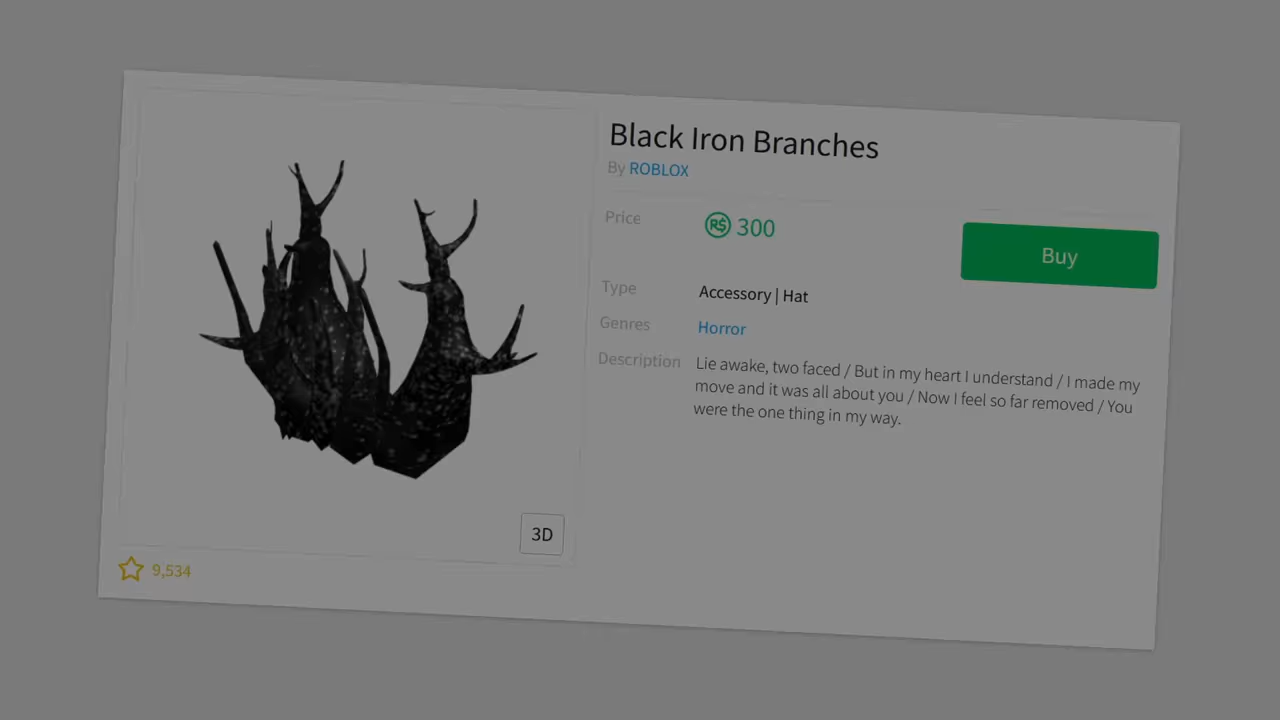 Black Iron Branches
By ROBLOX
Price R$ 300
Buy
Type Accessory | Hat
Genres Horror
Description Lie awake, two faced / But in my heart I understand / I made my
move and it was all about you / Now I feel so far removed / You
were the one thing in my way.
3D
9,534